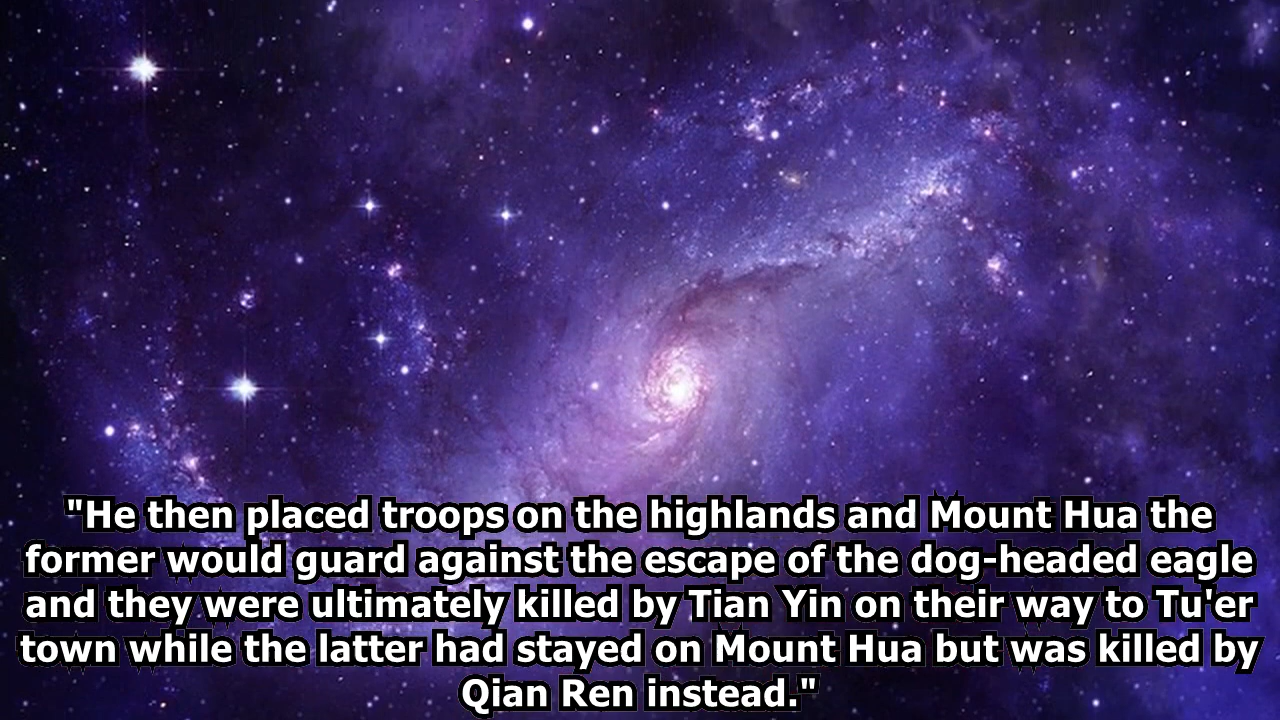 "He then placed troops on the highlands and Mount Hua the
former would guard against the escape of the dog-headed eagle
and they were ultimately killed by Tian Yin on their way to Tu'er
town while the latter had stayed on Mount Hua but was killed by
Qian Ren instead."